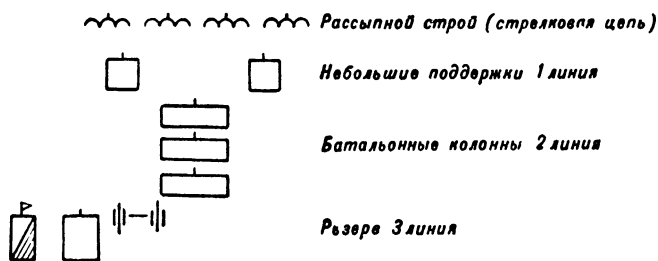 Рассыпной строй (стрелковая цепь)
Небольшие поддержки 1 линия
Батальонные колонны 2 линия
Резерв 3 линия